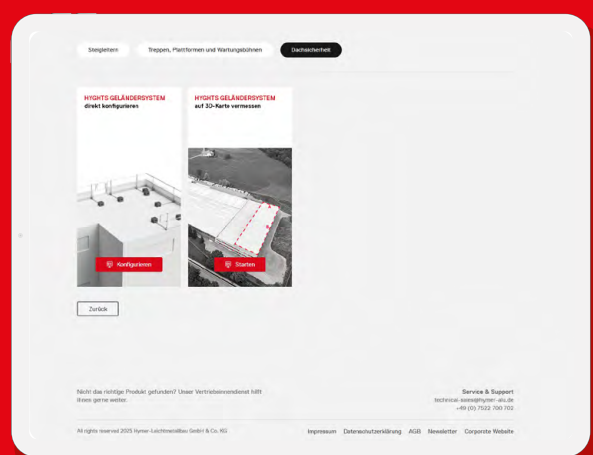 Steigleitern
Treppen, Plattformen und Wartungsbühnen
Dachsicherheit
HYGHTS GELÄNDERSYSTEM
direkt konfigurieren
HYGHTS GELÄNDERSYSTEM
auf 3D-Karte vermessen
Konfigurieren
Starten
Zurück
Nicht das richtige Produkt gefunden? Unser Vertriebsinnendienst hilft
Ihnen gerne weiter.
Service & Support
technical-sales@hymer-alu.de
+49 (0) 7522 700 702
All rights reserved 2025 Hymer-Leichtmetallbau GmbH & Co. KG
Impressum Datenschutzerklärung AGB Newsletter Corporate Website